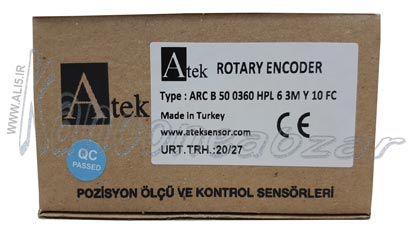 WWW.ALI5.IR
Atek
QC
PASSED
Atek ROTARY ENCODER
Type : ARC B 50 0360 HPL 6 3M Y 10 FC
Made in Turkey
www.ateksensor.com
CE
URT.TRH.: 20/27
POZİSYON ÖLÇÜ VE KONTROL SENSÖRLERİ